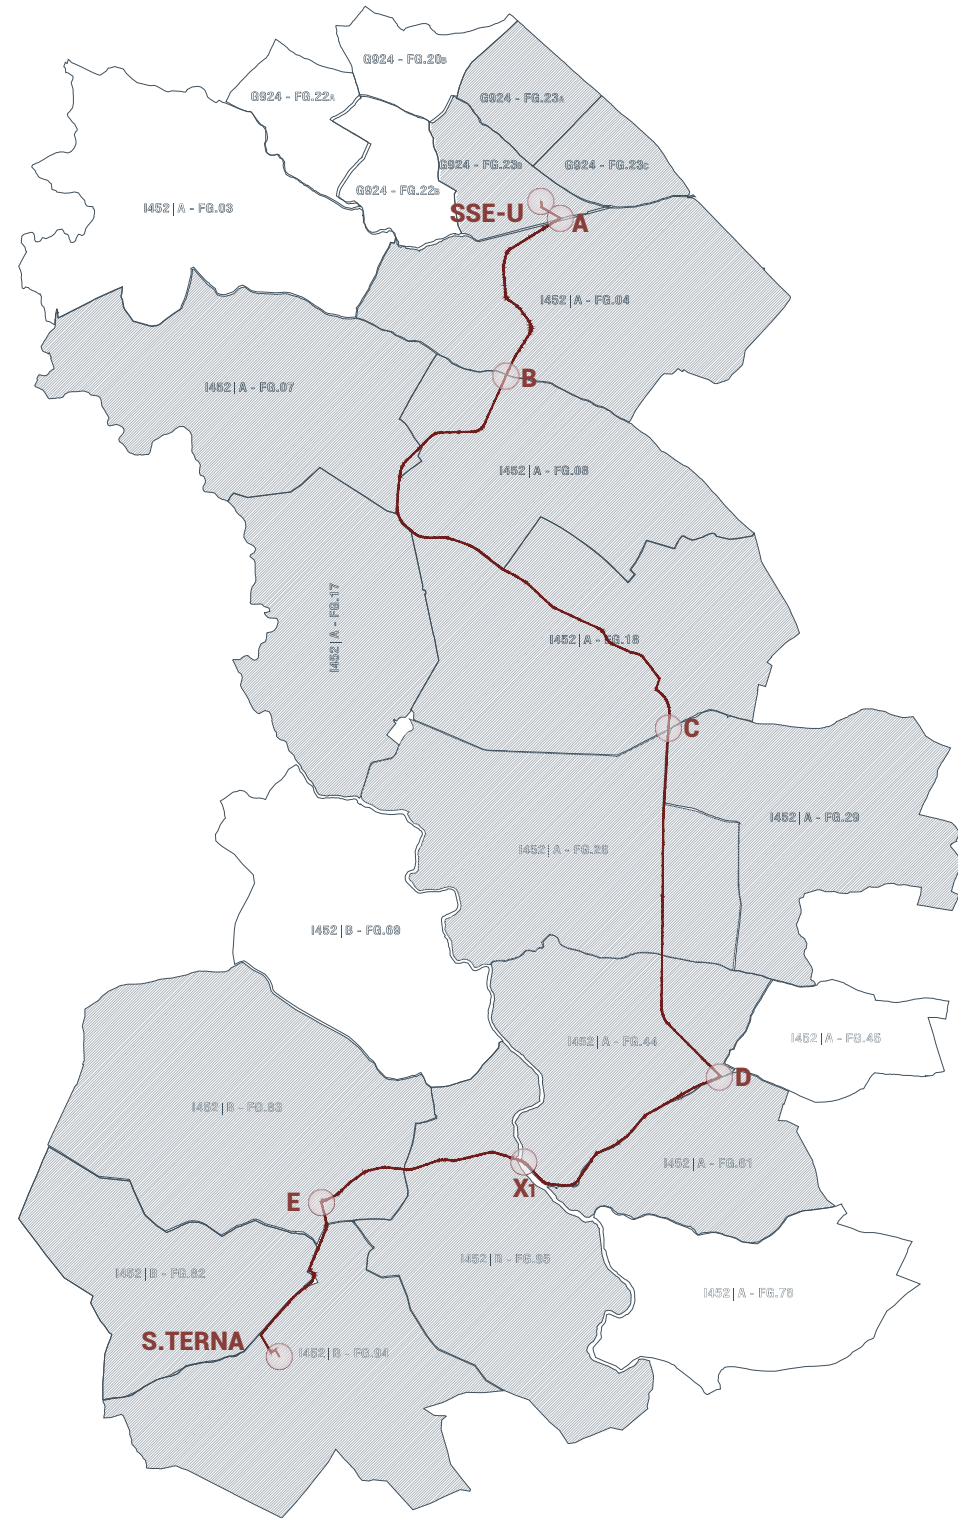 G924 - FG.20B
G924 - FG.22A
G924 - FG.23A
G924 - FG.23B
G924 - FG.23C
G924 - FG.22B
I452|A - FG.03
SSE-U
A
I452|A - FG.04
B
I452|A - FG.07
I452|A - FG.08
I452|A - FG.17
I452|A - FG.18
C
I452|A - FG.29
I452|A - FG.28
I452|B - FG.69
I452|A - FG.44
I452|A - FG.45
D
I452|B - FG.83
I452|A - FG.61
X1
E
I452|B - FG.95
I452|B - FG.82
I452|A - FG.78
S.TERNA
I452|B - FG.94